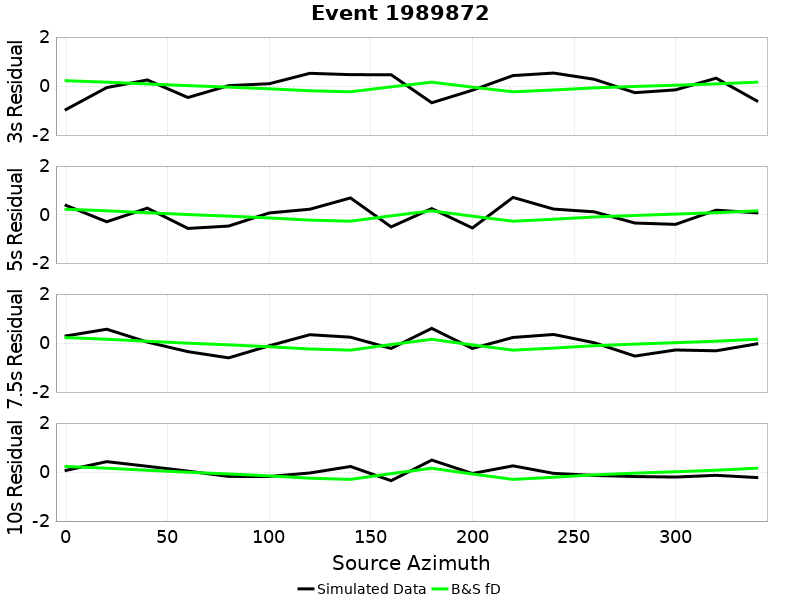 Event 1989872
3s Residual
2
0
-2
5s Residual
2
0
-2
7.5s Residual
2
0
-2
10s Residual
2
0
-2
0 50 100 150 200 250 300
Source Azimuth
Simulated Data B&S fD